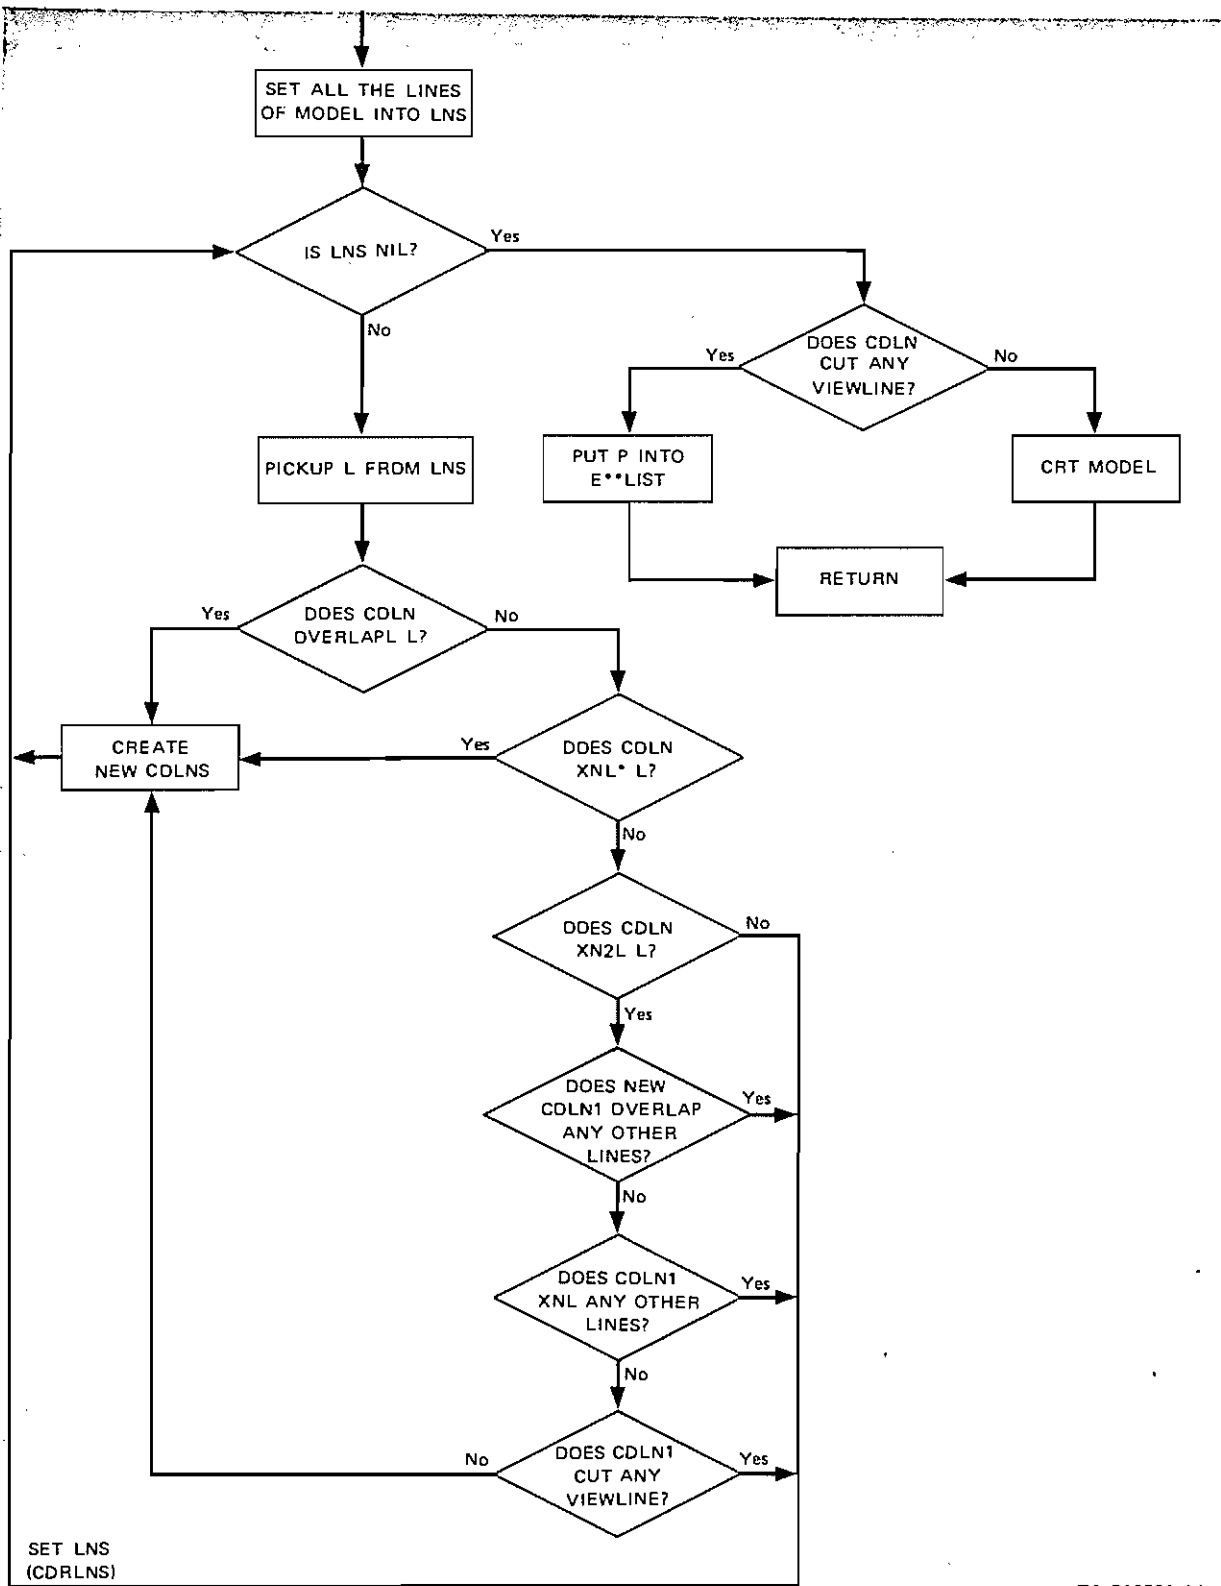 SET ALL THE LINES
OF MODEL INTO LNS
IS LNS NIL?
Yes
No
DOES CDLN
CUT ANY
VIEWLINE?
Yes
No
PICKUP L FROM LNS
PUT P INTO
E**LIST
CRT MODEL
RETURN
DOES CDLN
OVERLAPL L?
Yes
No
CREATE
NEW CDLNS
Yes
DOES CDLN
XNL* L?
No
DOES CDLN
XN2L L?
No
Yes
DOES NEW
CDLN1 OVERLAP
ANY OTHER
LINES?
Yes
No
DOES CDLN1
XNL ANY OTHER
LINES?
Yes
No
DOES CDLN1
CUT ANY
VIEWLINE?
No
Yes
SET LNS
(CDRLNS)